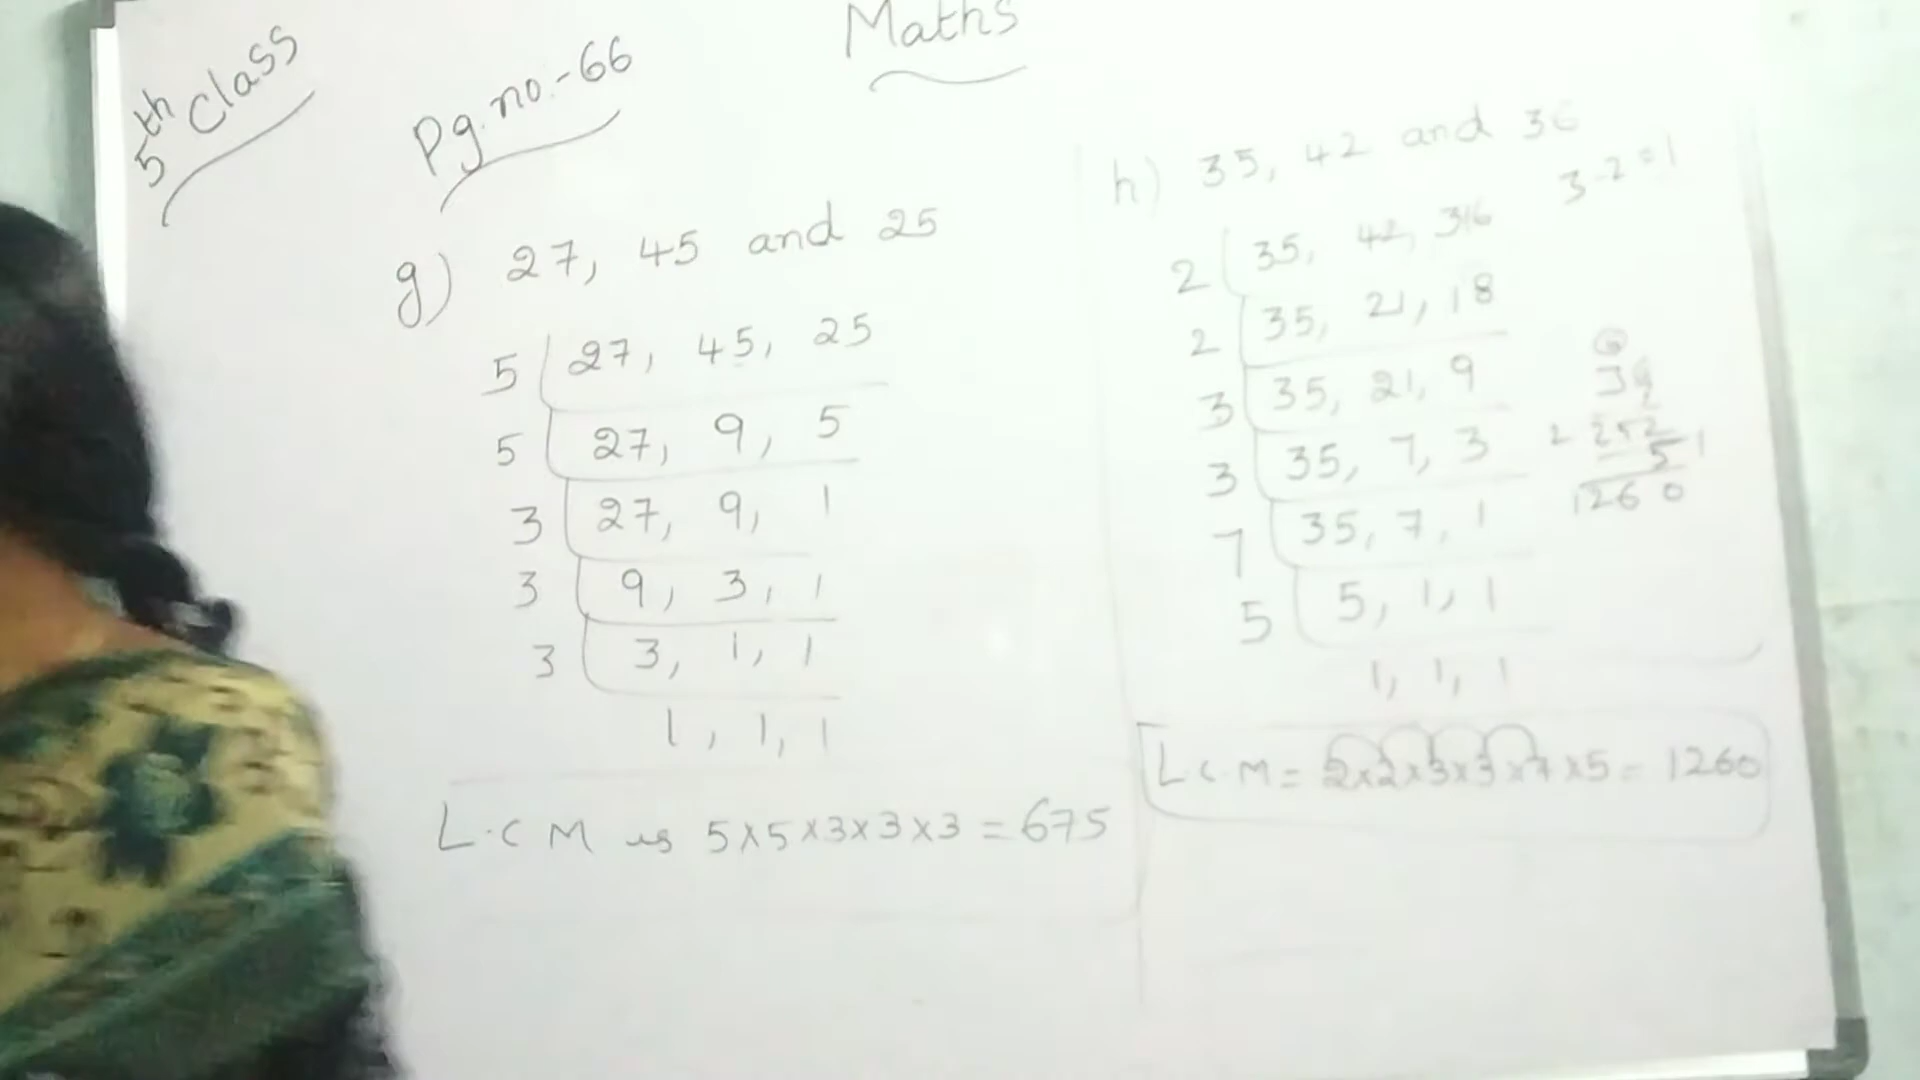 Maths
5th Class
Pg. no.-66
g) 27, 45 and 25
5 27, 45, 25
5 27, 9, 5
3 27, 9, 1
3 9, 3, 1
3 3, 1, 1
1, 1, 1
L.C M is 5x5x3x3x3 = 675
h) 35, 42 and 36
3-2=1
2 35, 42, 36
2 35, 21, 18
3 35, 21, 9
3 35, 7, 3
7 35, 7, 1
5 5, 1, 1
1, 1, 1
252
5
1260
L C M = 2x2x3x3x7x5 = 1260